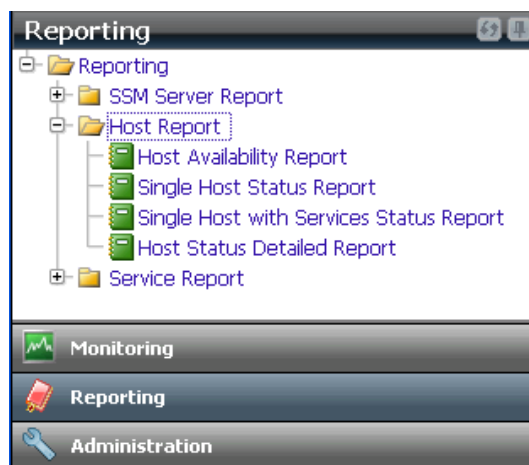 Reporting
Reporting
SSM Server Report
Host Report
Host Availability Report
Single Host Status Report
Single Host with Services Status Report
Host Status Detailed Report
Service Report
Monitoring
Reporting
Administration